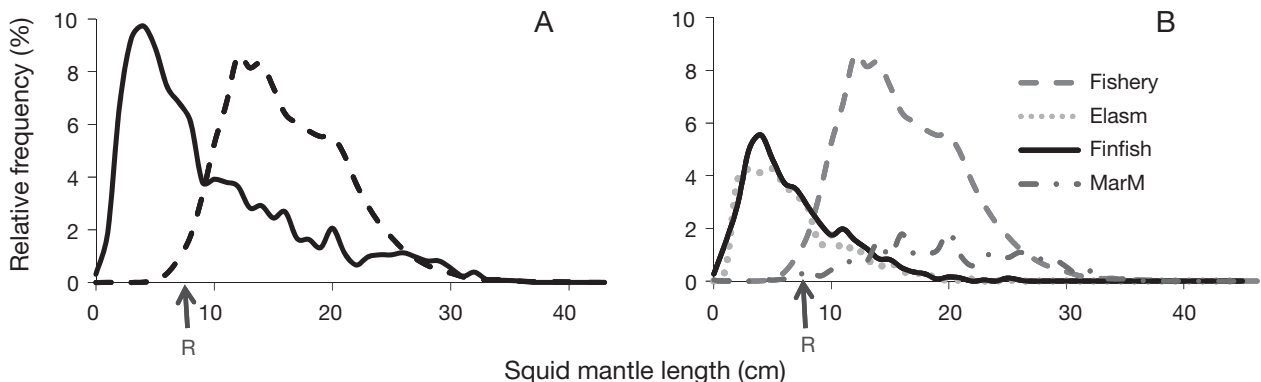 Relative frequency (%)
10
8
6
4
2
0
0 10 20 30 40
A
R
10
8
6
4
2
0
0 10 20 30 40
B
Fishery
Elasm
Finfish
MarM
R
Squid mantle length (cm)